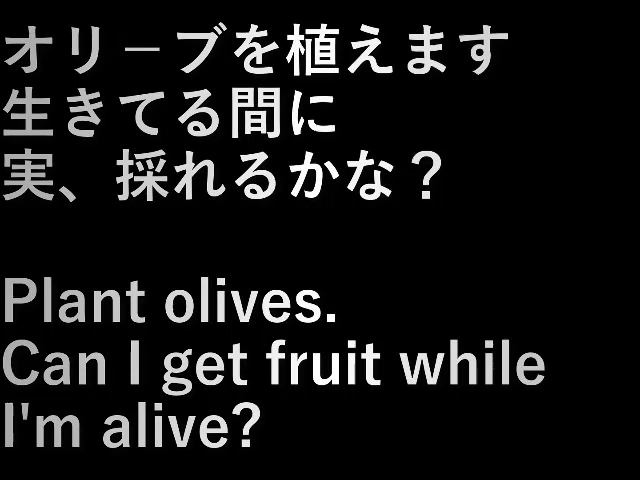 オリーブを植えます
生きてる間に
実、採れるかな？
Plant olives.
Can I get fruit while
I'm alive?